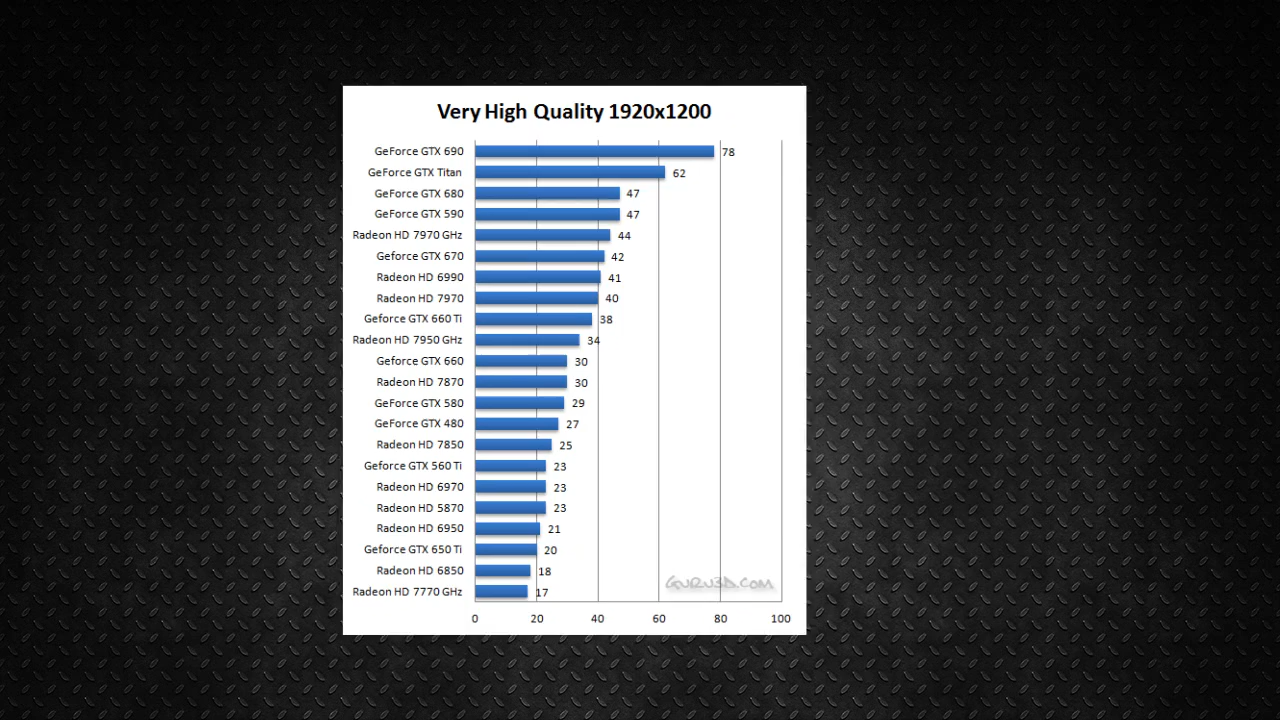 Very High Quality 1920x1200
GeForce GTX 690 78
GeForce GTX Titan 62
GeForce GTX 680 47
GeForce GTX 590 47
Radeon HD 7970 GHz 44
Geforce GTX 670 42
Radeon HD 6990 41
Radeon HD 7970 40
Geforce GTX 660 Ti 38
Radeon HD 7950 GHz 34
Geforce GTX 660 30
Radeon HD 7870 30
GeForce GTX 580 29
GeForce GTX 480 27
Radeon HD 7850 25
Geforce GTX 560 Ti 23
Radeon HD 6970 23
Radeon HD 5870 23
Radeon HD 6950 21
Geforce GTX 650 Ti 20
Radeon HD 6850 18
Radeon HD 7770 GHz 17
GURU3D.COM
0 20 40 60 80 100